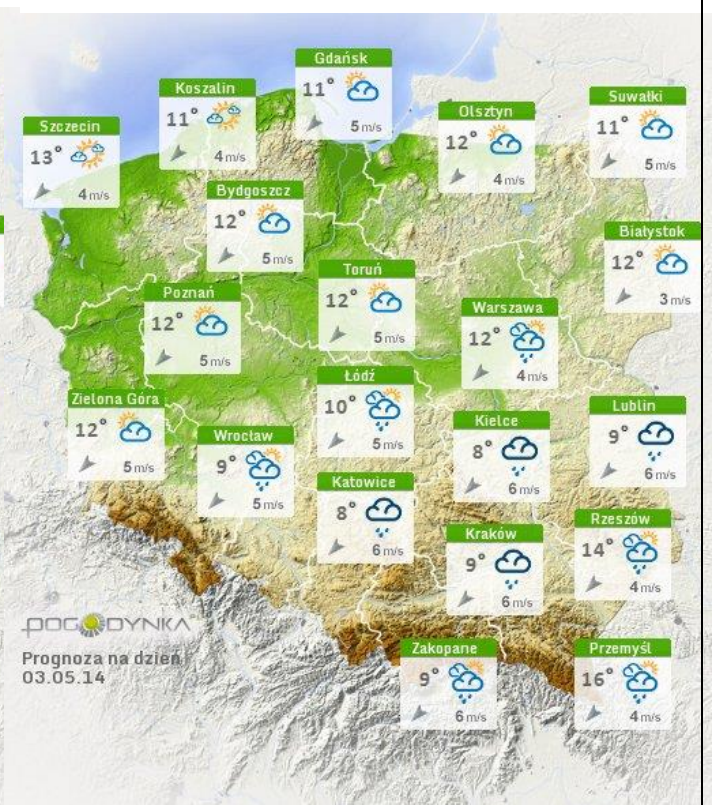 Gdańsk
11°
5 m/s
Koszalin
11°
4 m/s
Suwałki
11°
5 m/s
Olsztyn
12°
4 m/s
Szczecin
13°
4 m/s
Bydgoszcz
12°
5 m/s
Białystok
12°
3 m/s
Toruń
12°
5 m/s
Poznań
12°
5 m/s
Warszawa
12°
4 m/s
Łódź
10°
5 m/s
Zielona Góra
12°
5 m/s
Lublin
9°
6 m/s
Kielce
8°
6 m/s
Wrocław
9°
5 m/s
Katowice
8°
6 m/s
Rzeszów
14°
4 m/s
Kraków
9°
6 m/s
Zakopane
9°
6 m/s
Przemyśl
16°
4 m/s
POGODYNKA
Prognoza na dzień
03.05.14